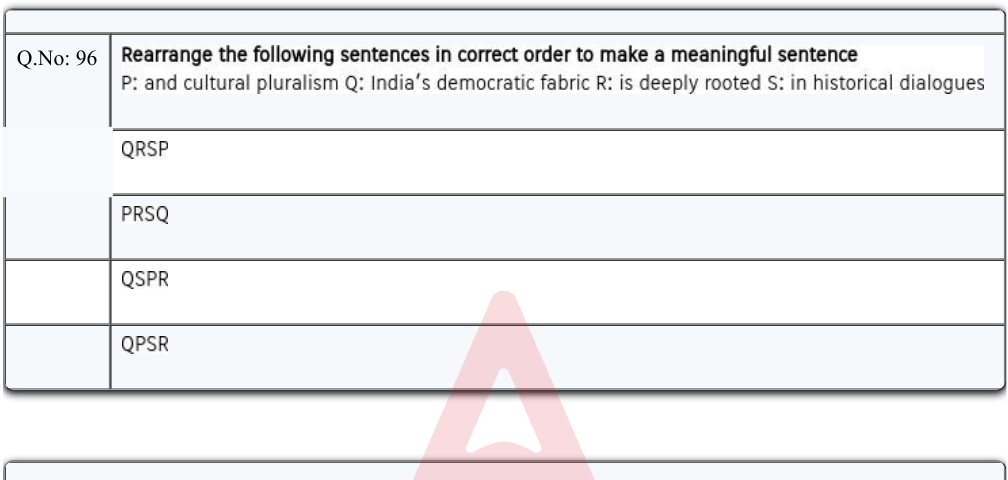 Q.No: 96
Rearrange the following sentences in correct order to make a meaningful sentence
P: and cultural pluralism Q: India's democratic fabric R: is deeply rooted S: in historical dialogues
QRSP
PRSQ
QSPR
QPSR